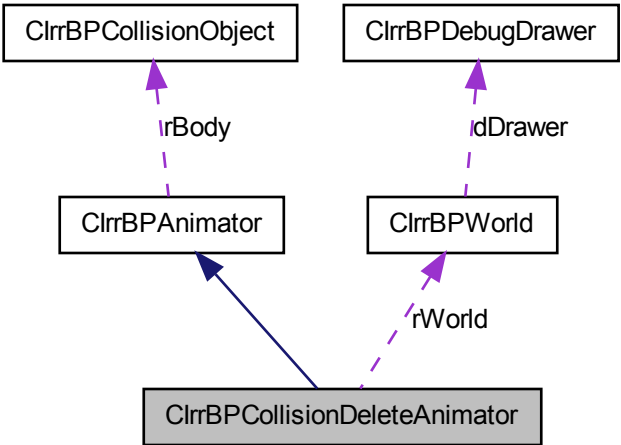 CIrrBPCollisionObject
CIrrBPDebugDrawer
rBody
dDrawer
CIrrBPAnimator
CIrrBPWorld
rWorld
CIrrBPCollisionDeleteAnimator